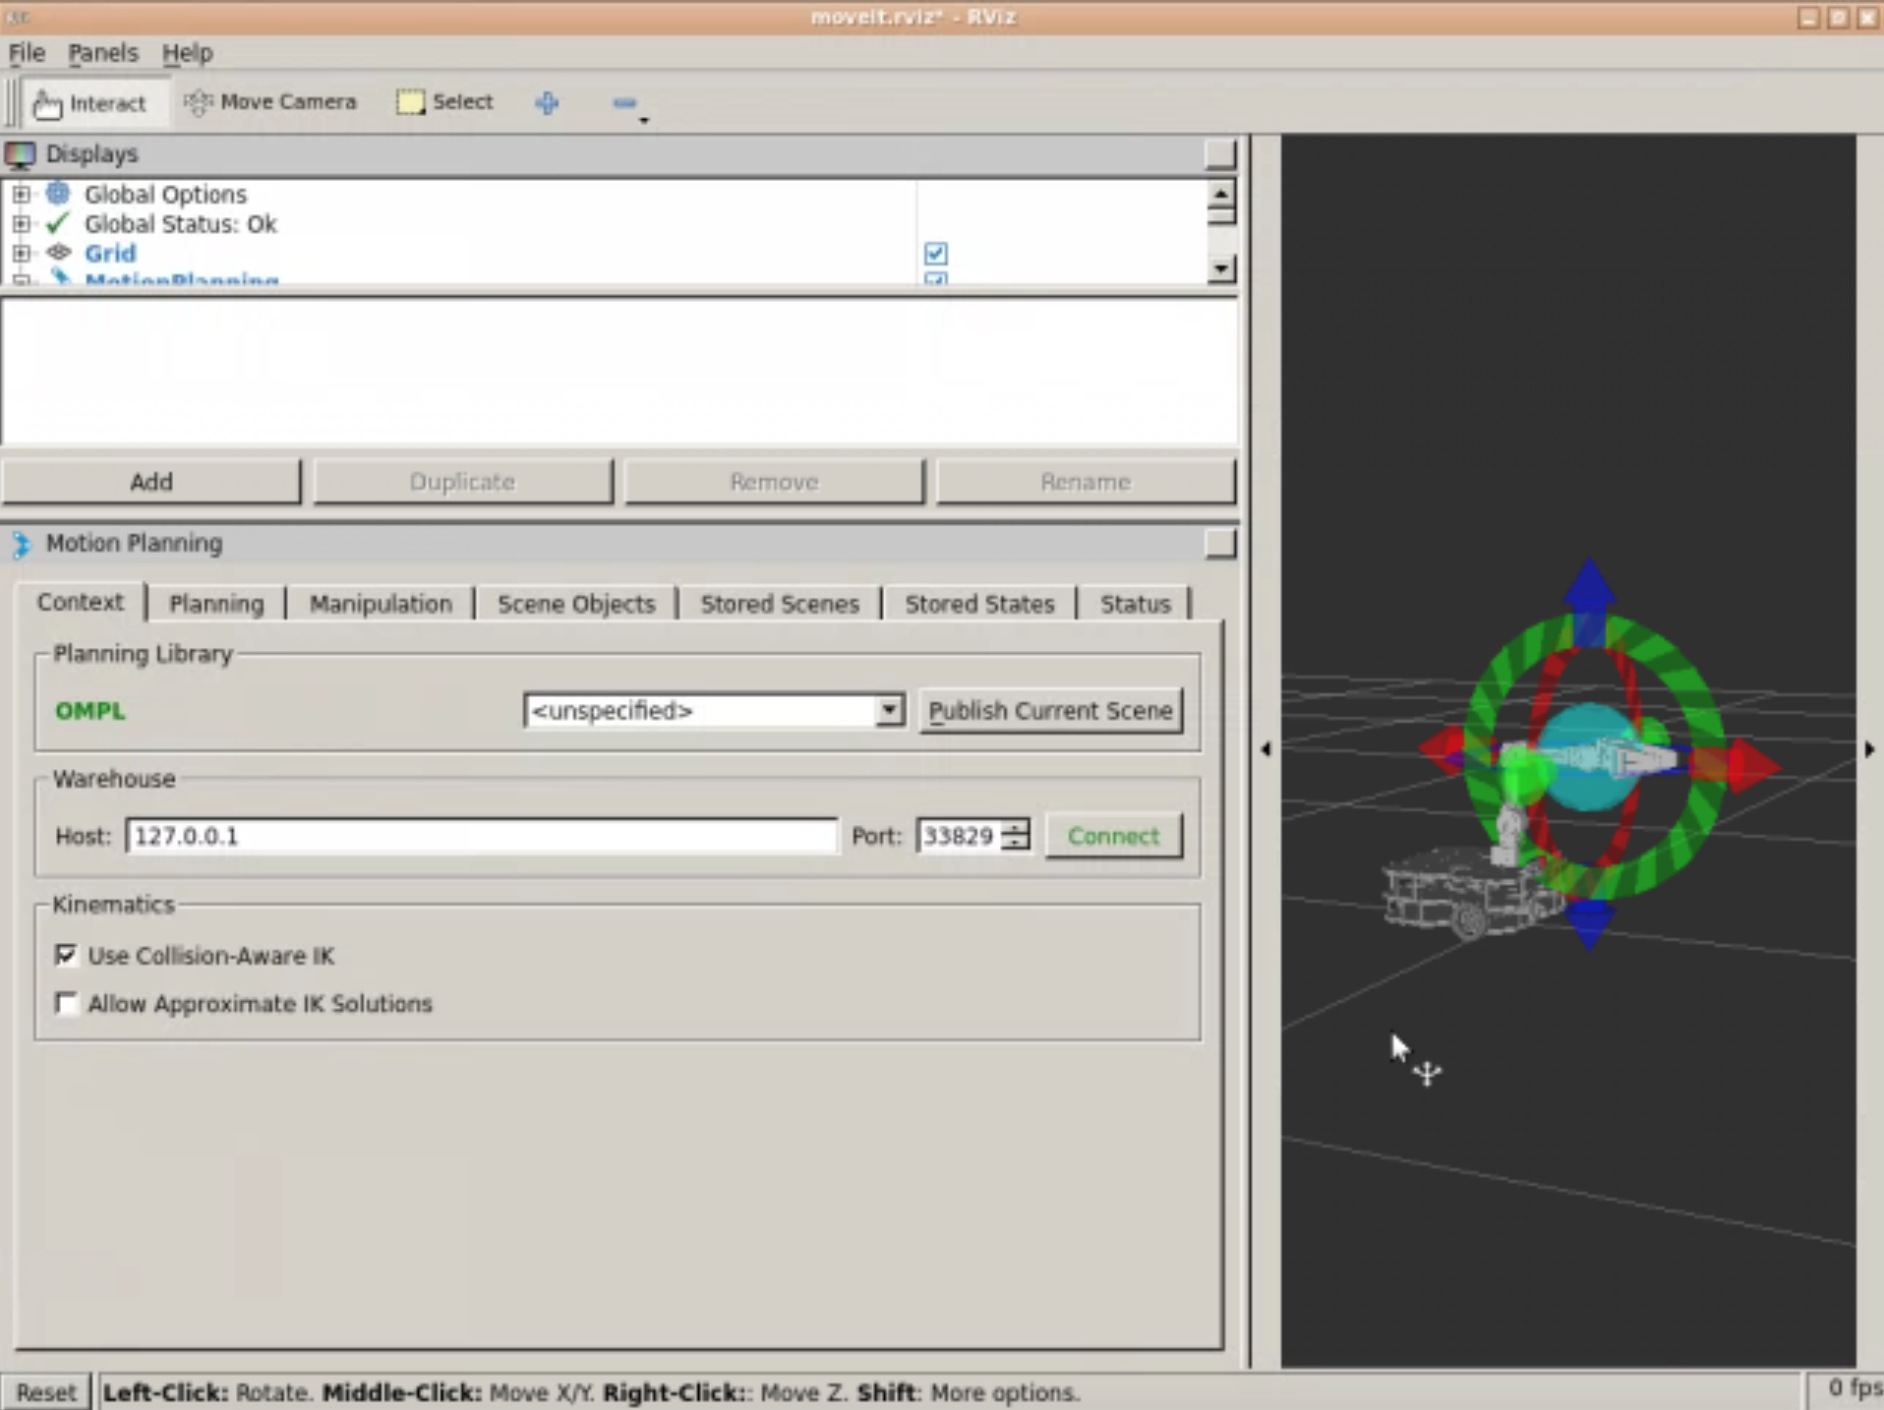 moveit.rviz* - RViz
File Panels Help
Interact Move Camera Select
Displays
Global Options
Global Status: Ok
Grid
MotionPlanning
Add Duplicate Remove Rename
Motion Planning
Context Planning Manipulation Scene Objects Stored Scenes Stored States Status
Planning Library
OMPL <unspecified> Publish Current Scene
Warehouse
Host: 127.0.0.1 Port: 33829 Connect
Kinematics
Use Collision-Aware IK
Allow Approximate IK Solutions
Reset Left-Click: Rotate. Middle-Click: Move X/Y. Right-Click:: Move Z. Shift: More options. 0 fps